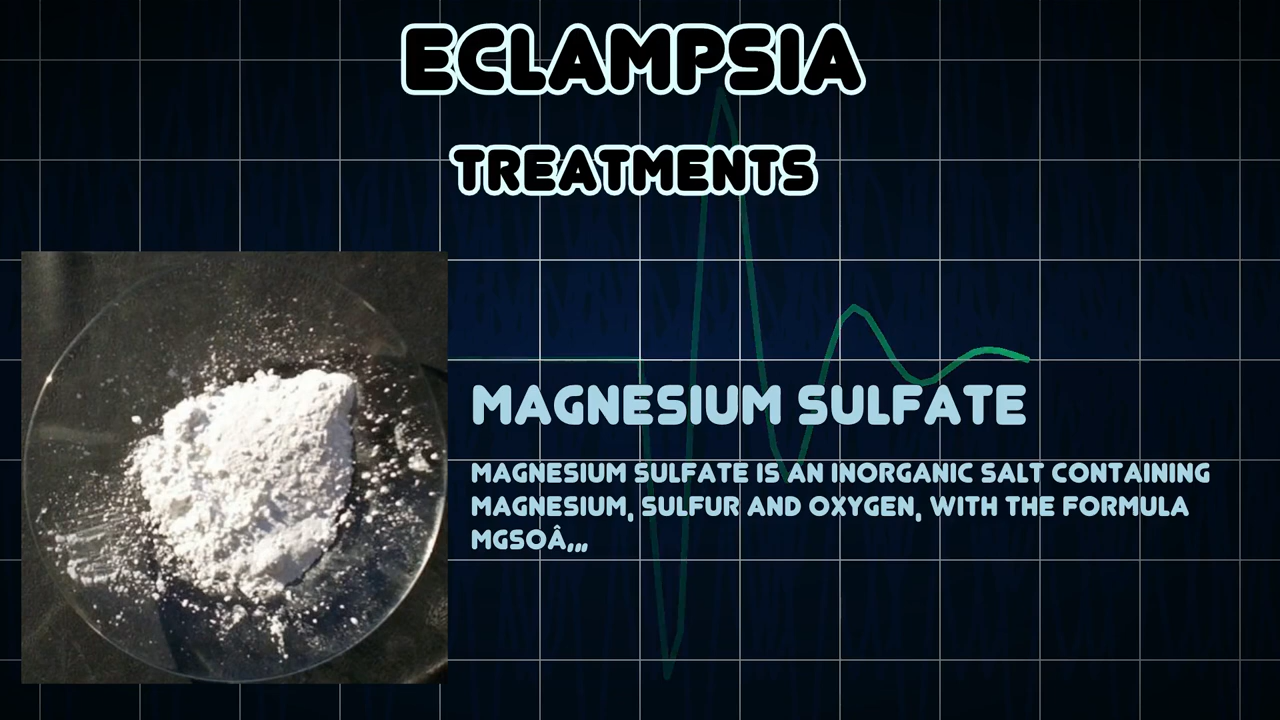 ECLAMPSIA
TREATMENTS
MAGNESIUM SULFATE
MAGNESIUM SULFATE IS AN INORGANIC SALT CONTAINING
MAGNESIUM, SULFUR AND OXYGEN, WITH THE FORMULA
MGSOÂ„,